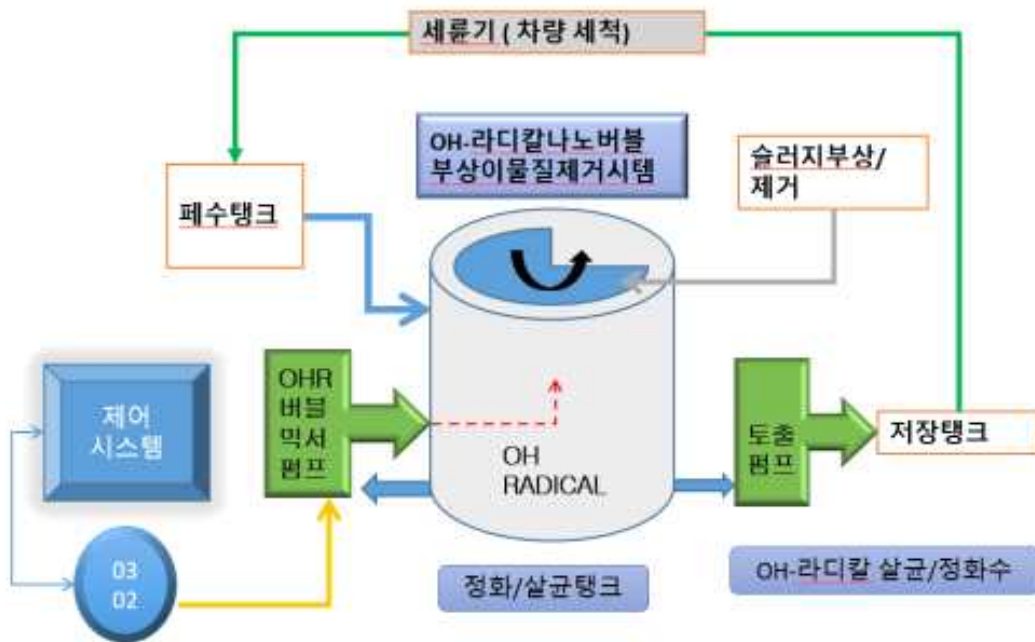 세륜기 ( 차량 세척)
OH-라디칼나노버블
부상이물질제거시템
슬러지부상/
제거
페수탱크
제어
시스템
OHR
버블
믹서
펌프
OH
RADICAL
토출
펌프
저장탱크
03
02
정화/살균탱크
OH-라디칼 살균/정화수